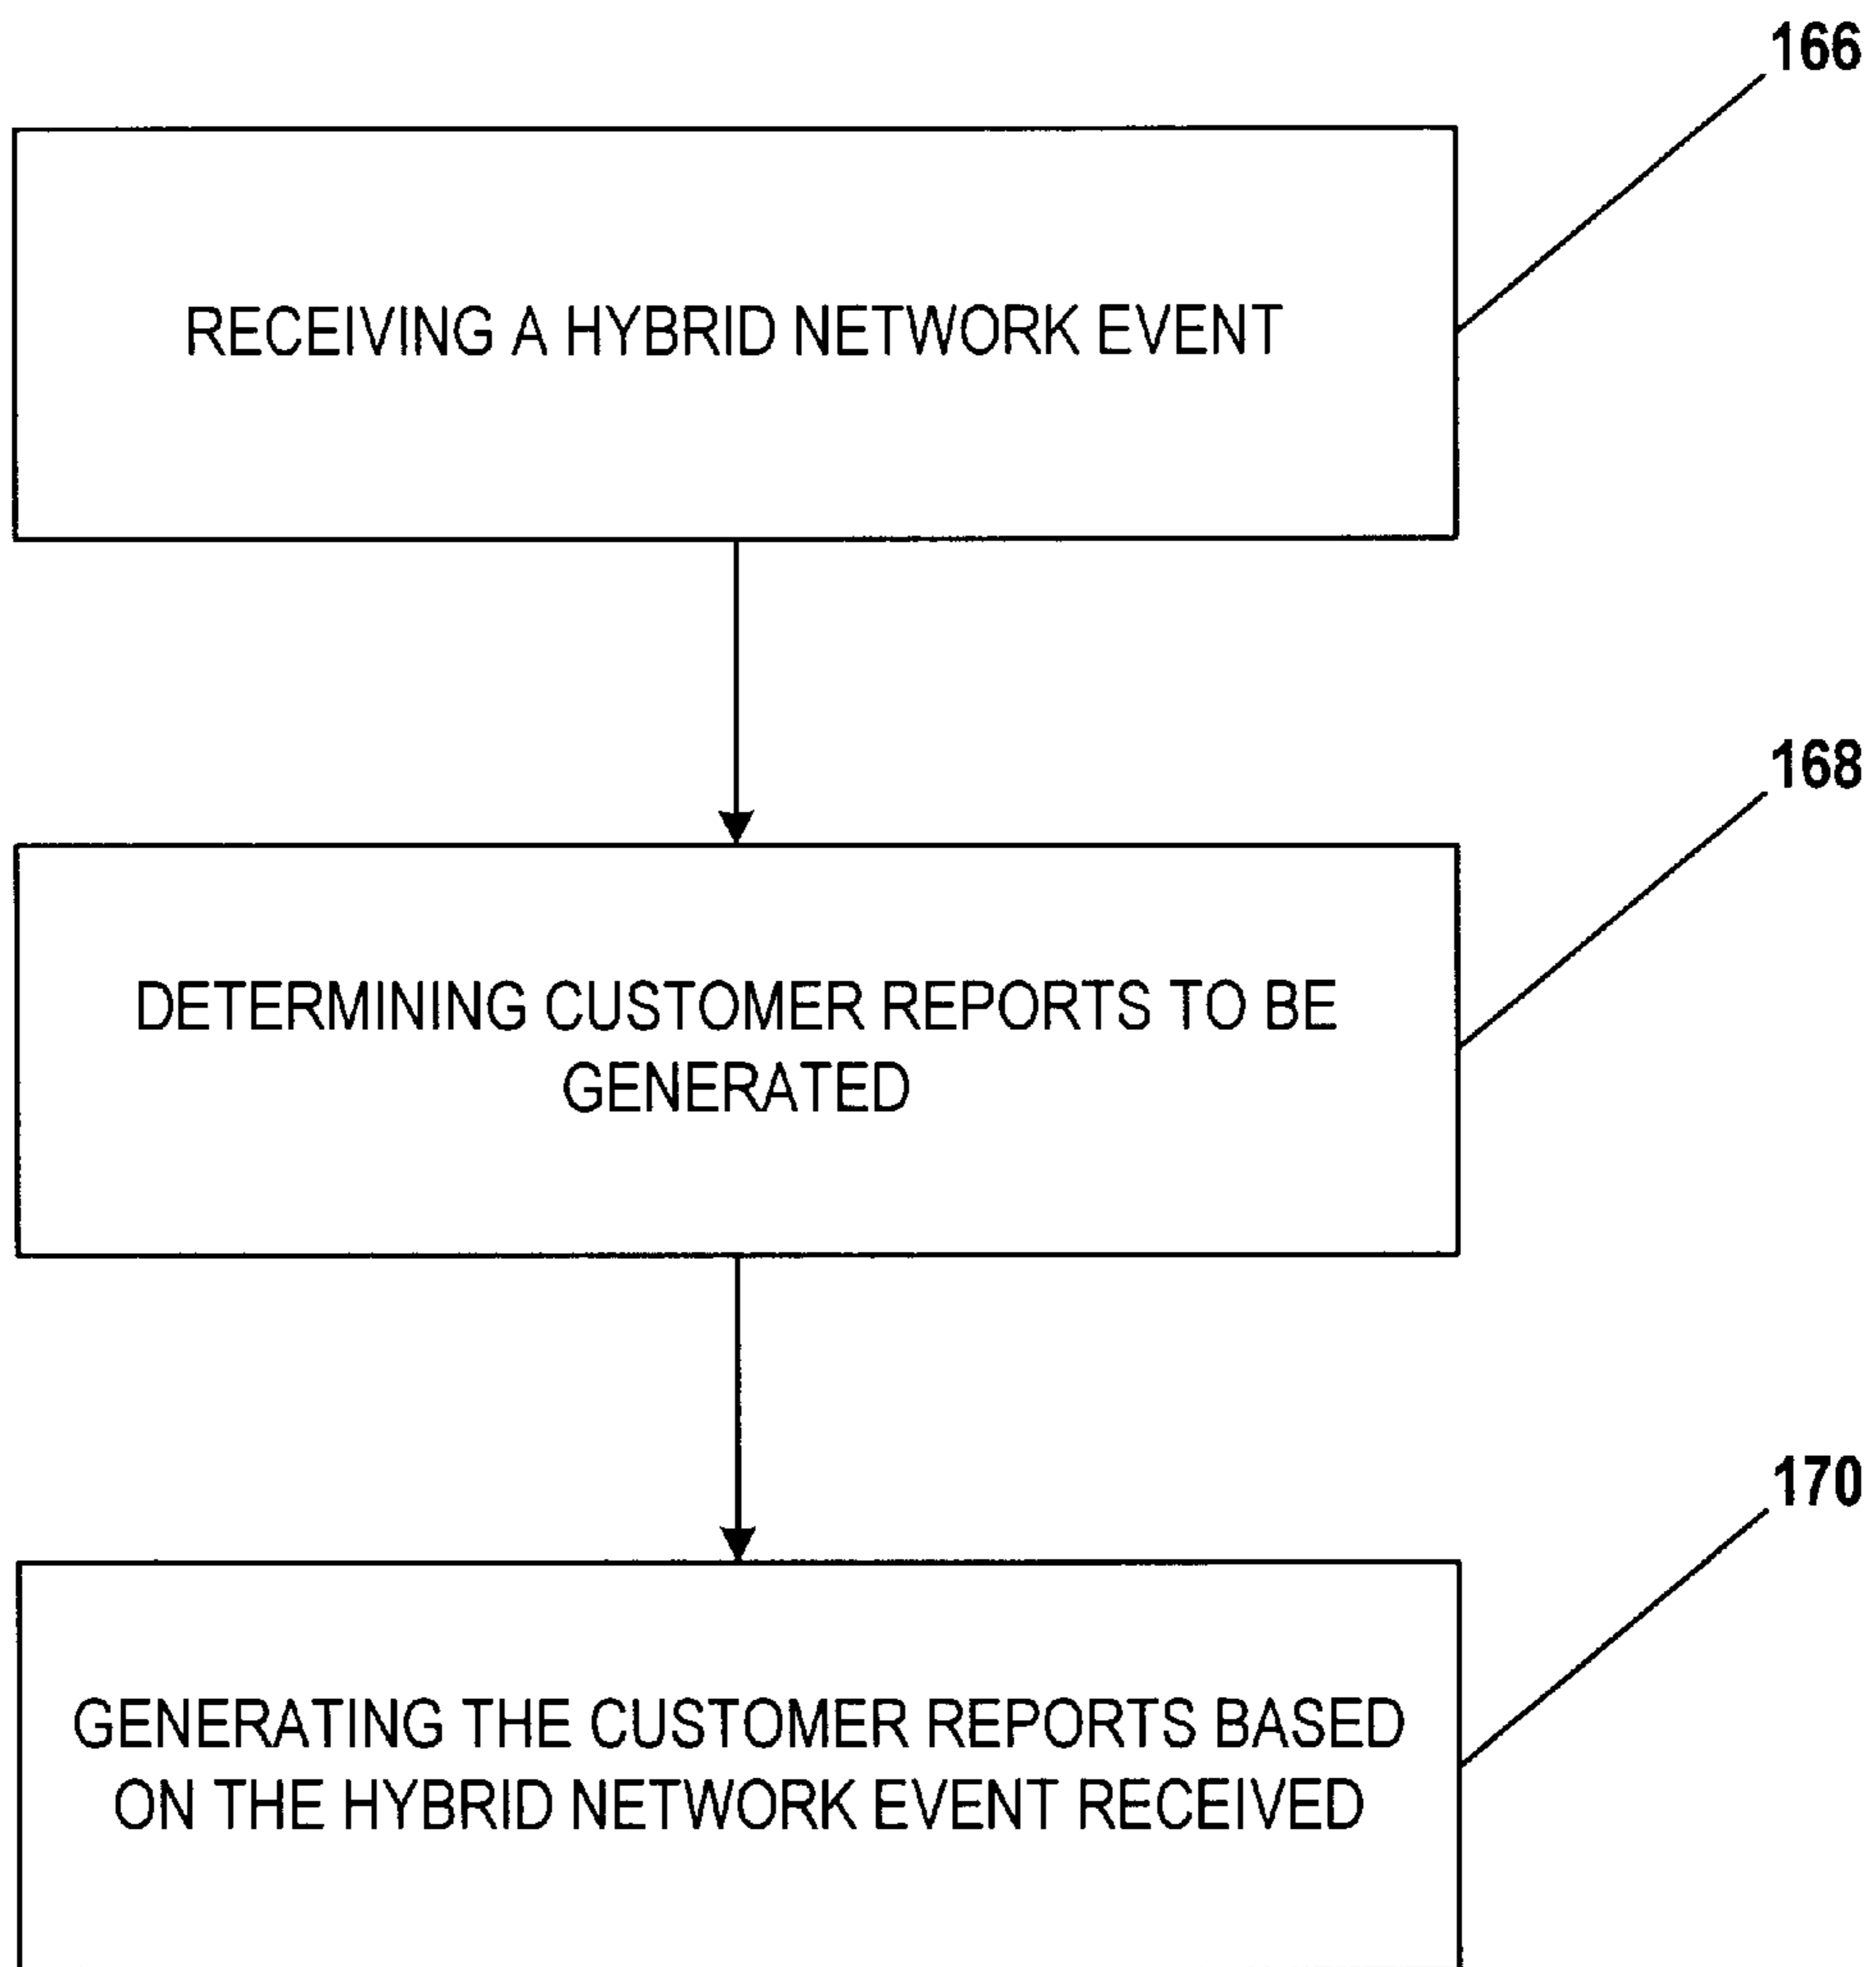 166
RECEIVING A HYBRID NETWORK EVENT
168
DETERMINING CUSTOMER REPORTS TO BE
GENERATED
170
GENERATING THE CUSTOMER REPORTS BASED
ON THE HYBRID NETWORK EVENT RECEIVED